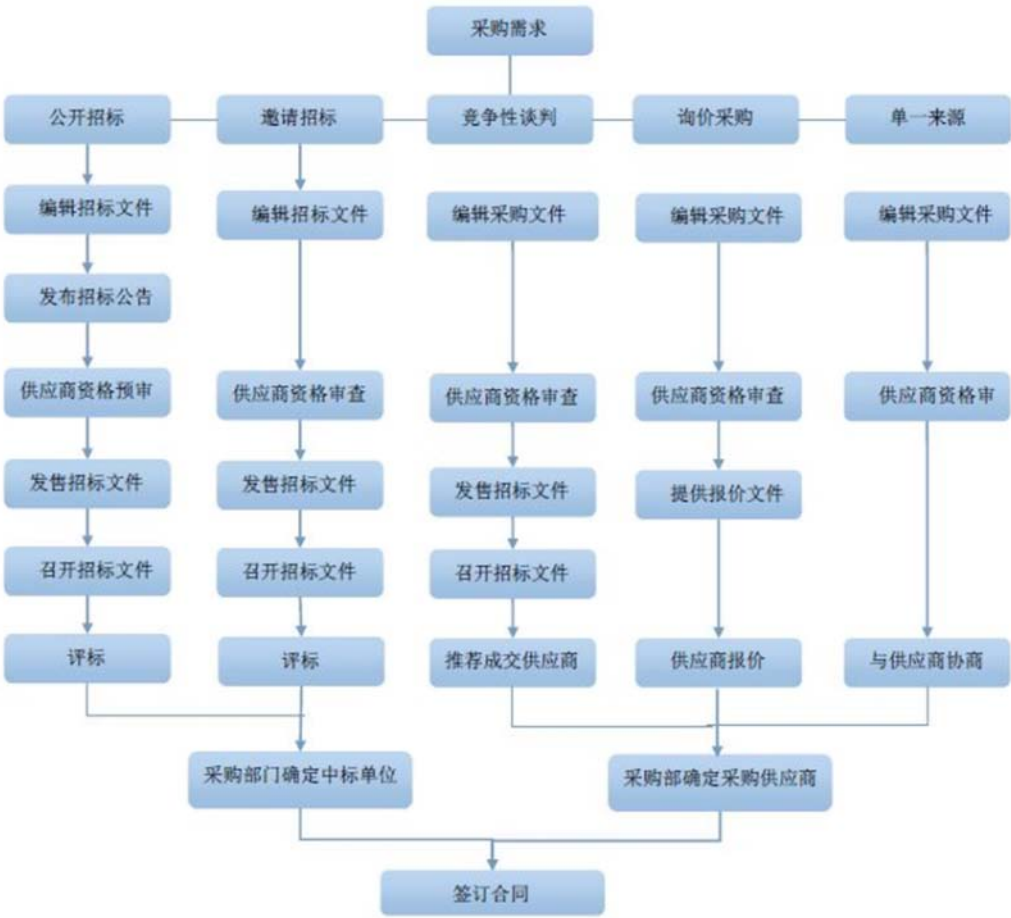 采购需求
公开招标
邀请招标
竞争性谈判
询价采购
单一来源
编辑招标文件
编辑招标文件
编辑采购文件
编辑采购文件
编辑采购文件
发布招标公告
供应商资格预审
供应商资格审查
供应商资格审查
供应商资格审查
供应商资格审
发售招标文件
发售招标文件
发售招标文件
提供报价文件
召开招标文件
召开招标文件
召开招标文件
评标
评标
推荐成交供应商
供应商报价
与供应商协商
采购部门确定中标单位
采购部确定采购供应商
签订合同